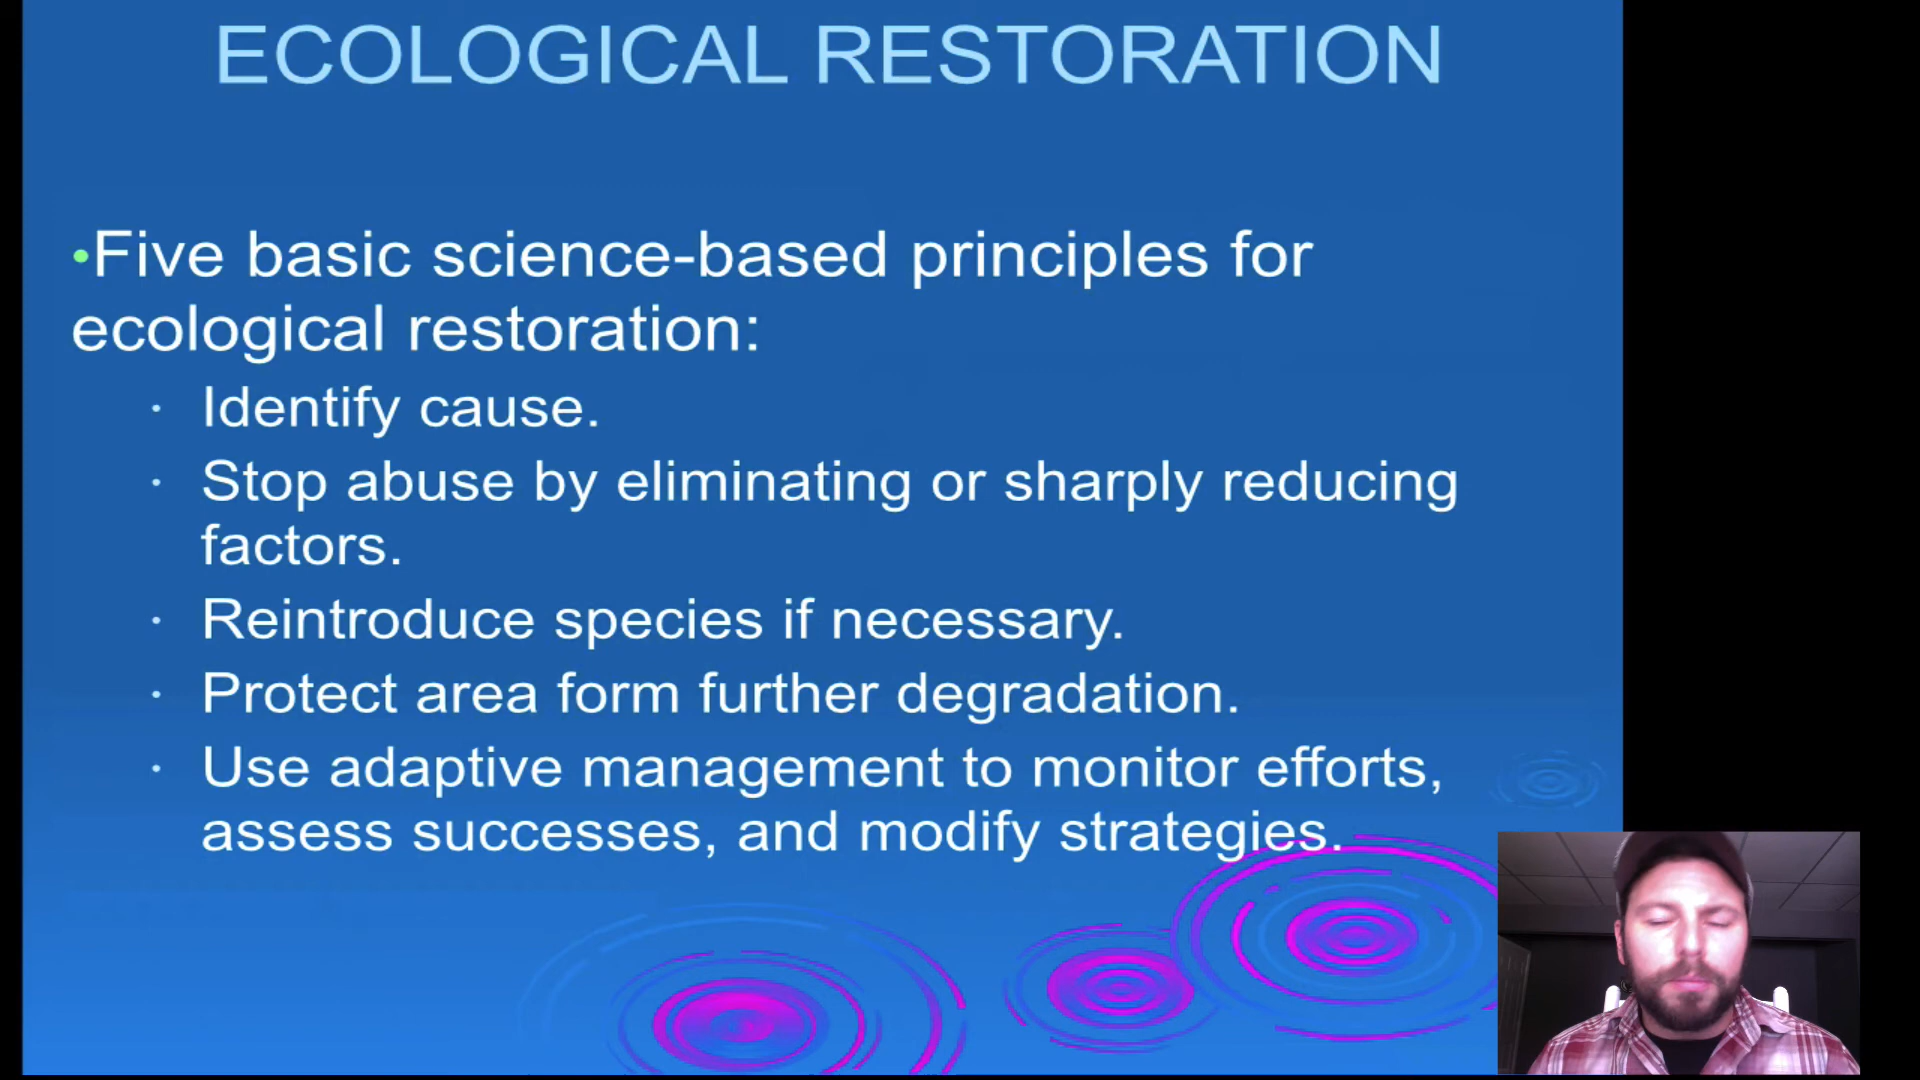 ECOLOGICAL RESTORATION
•Five basic science-based principles for
ecological restoration:
· Identify cause.
· Stop abuse by eliminating or sharply reducing
factors.
· Reintroduce species if necessary.
· Protect area form further degradation.
· Use adaptive management to monitor efforts,
assess successes, and modify strategies.